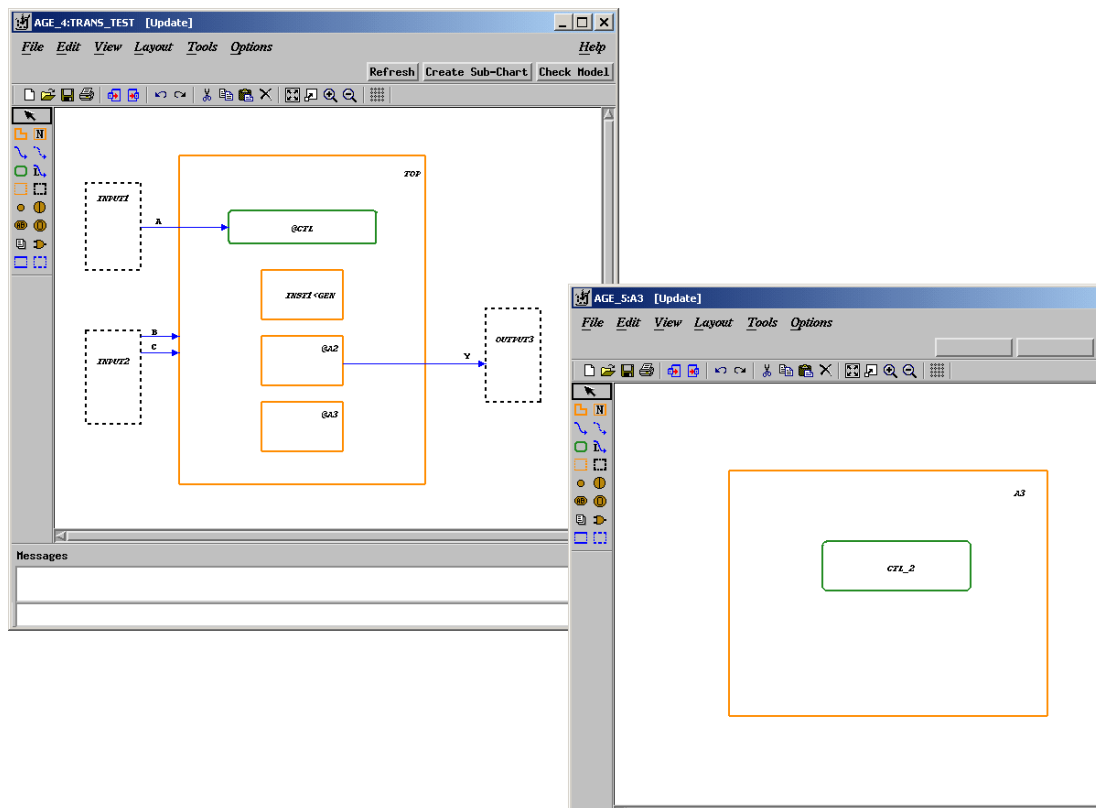 AGE_4:TRANS_TEST [Update]
File Edit View Layout Tools Options Help
Refresh Create Sub-Chart Check Model
TOP
INPUT1
A
@CTL
INST1<GEN
B
C
INPUT2
@A2
Y
OUTPUT3
@A3
Messages
AGE_5:A3 [Update]
File Edit View Layout Tools Options
A3
CTL_2